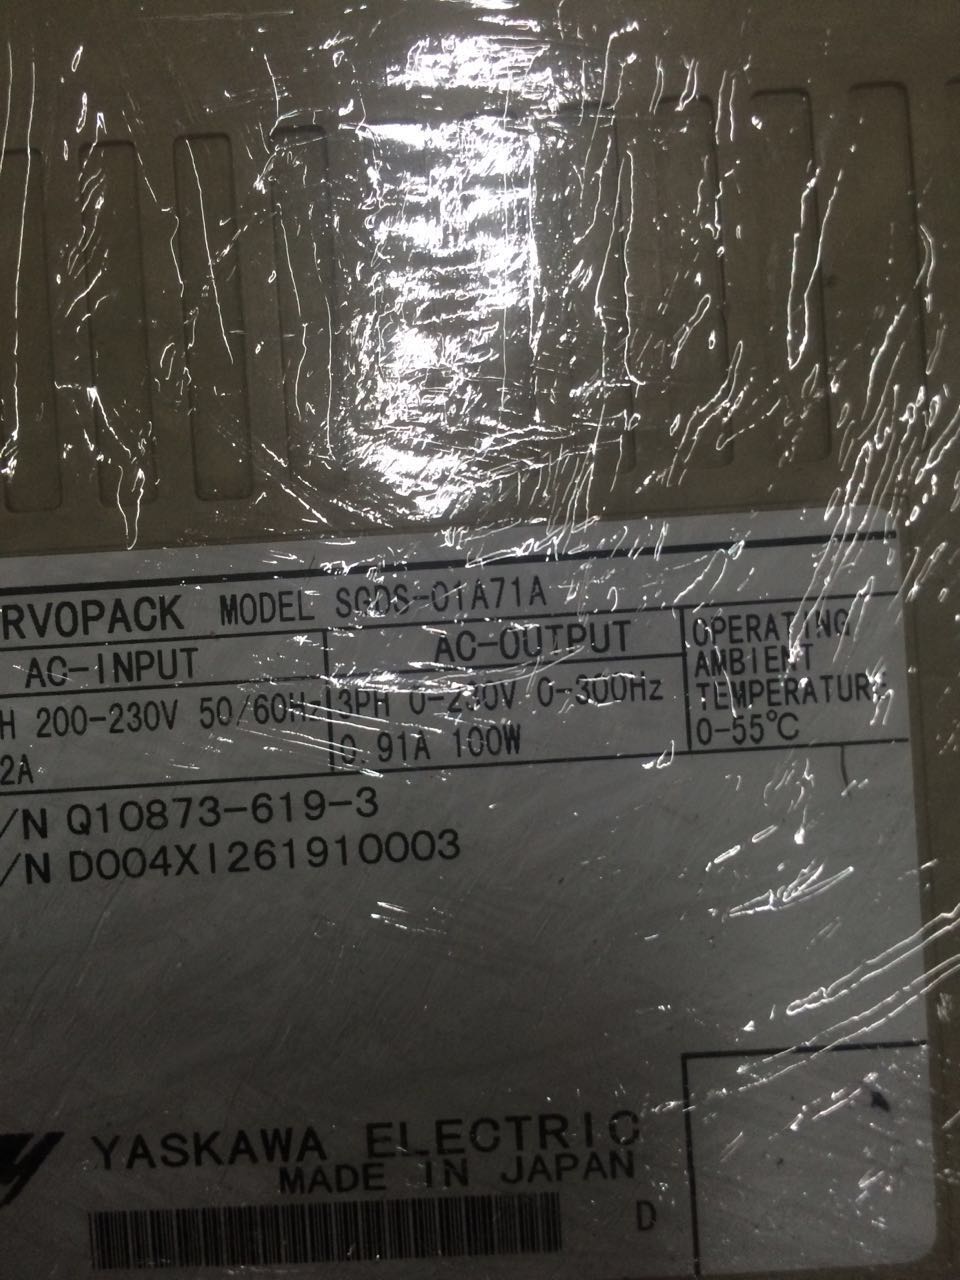 RVOPACK MODEL SGDS-01A71A
AC-INPUT
AC-OUTPUT
OPERATING
AMBIENT
TEMPERATURE
0-55℃
H 200-230V 50/60Hz
2A
3PH 0-230V 0-300Hz
0.91A 100W
/N Q10873-619-3
/N D004XI261910003
YASKAWA ELECTRIC
MADE IN JAPAN
D